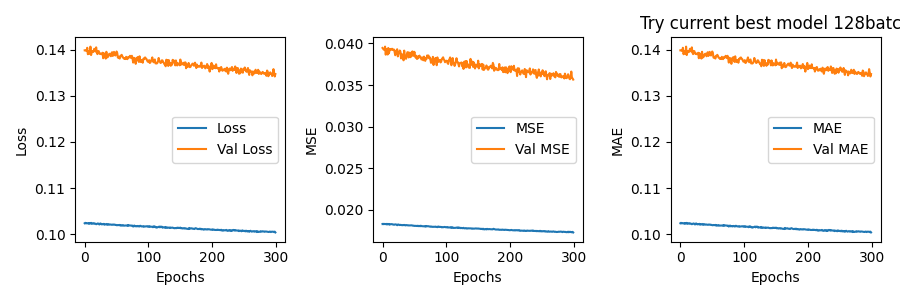 Try current best model 128batc
0.14
0.13
0.12
0.11
0.10
Loss
Loss
Val Loss
0 100 200 300
Epochs
0.040
0.035
0.030
0.025
0.020
MSE
MSE
Val MSE
0 100 200 300
Epochs
0.14
0.13
0.12
0.11
0.10
MAE
MAE
Val MAE
0 100 200 300
Epochs